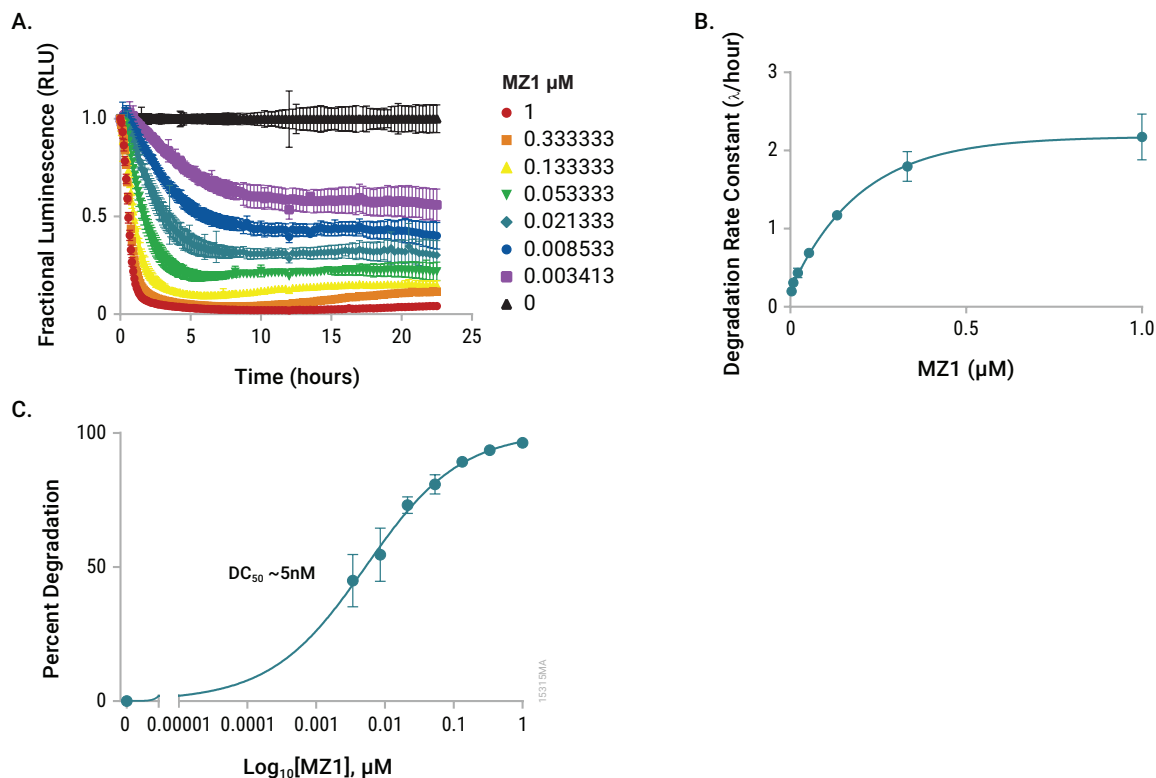 A.
Fractional Luminescence (RLU)
1.0
0.5
0
0 5 10 15 20 25
Time (hours)
MZ1 µM
1
0.333333
0.133333
0.053333
0.021333
0.008533
0.003413
0
B.
Degradation Rate Constant (λ/hour)
3
2
1
0
0 0.5 1.0
MZ1 (µM)
C.
Percent Degradation
100
50
0
DC₅₀ ~5nM
0 0.00001 0.0001 0.001 0.01 0.1 1
Log₁₀[MZ1], µM
15315MA